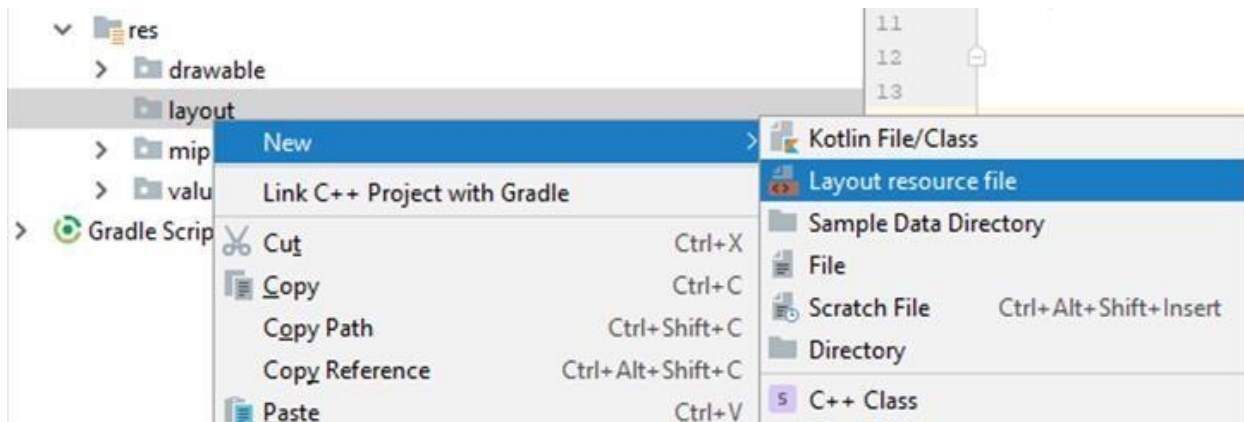 res
11
drawable
12
layout
13
New
Kotlin File/Class
mip
Layout resource file
valu
Link C++ Project with Gradle
Sample Data Directory
Gradle Scrip
Cut Ctrl+X
File
Copy Ctrl+C
Scratch File Ctrl+Alt+Shift+Insert
Copy Path Ctrl+Shift+C
Directory
Copy Reference Ctrl+Alt+Shift+C
S C++ Class
Paste Ctrl+V